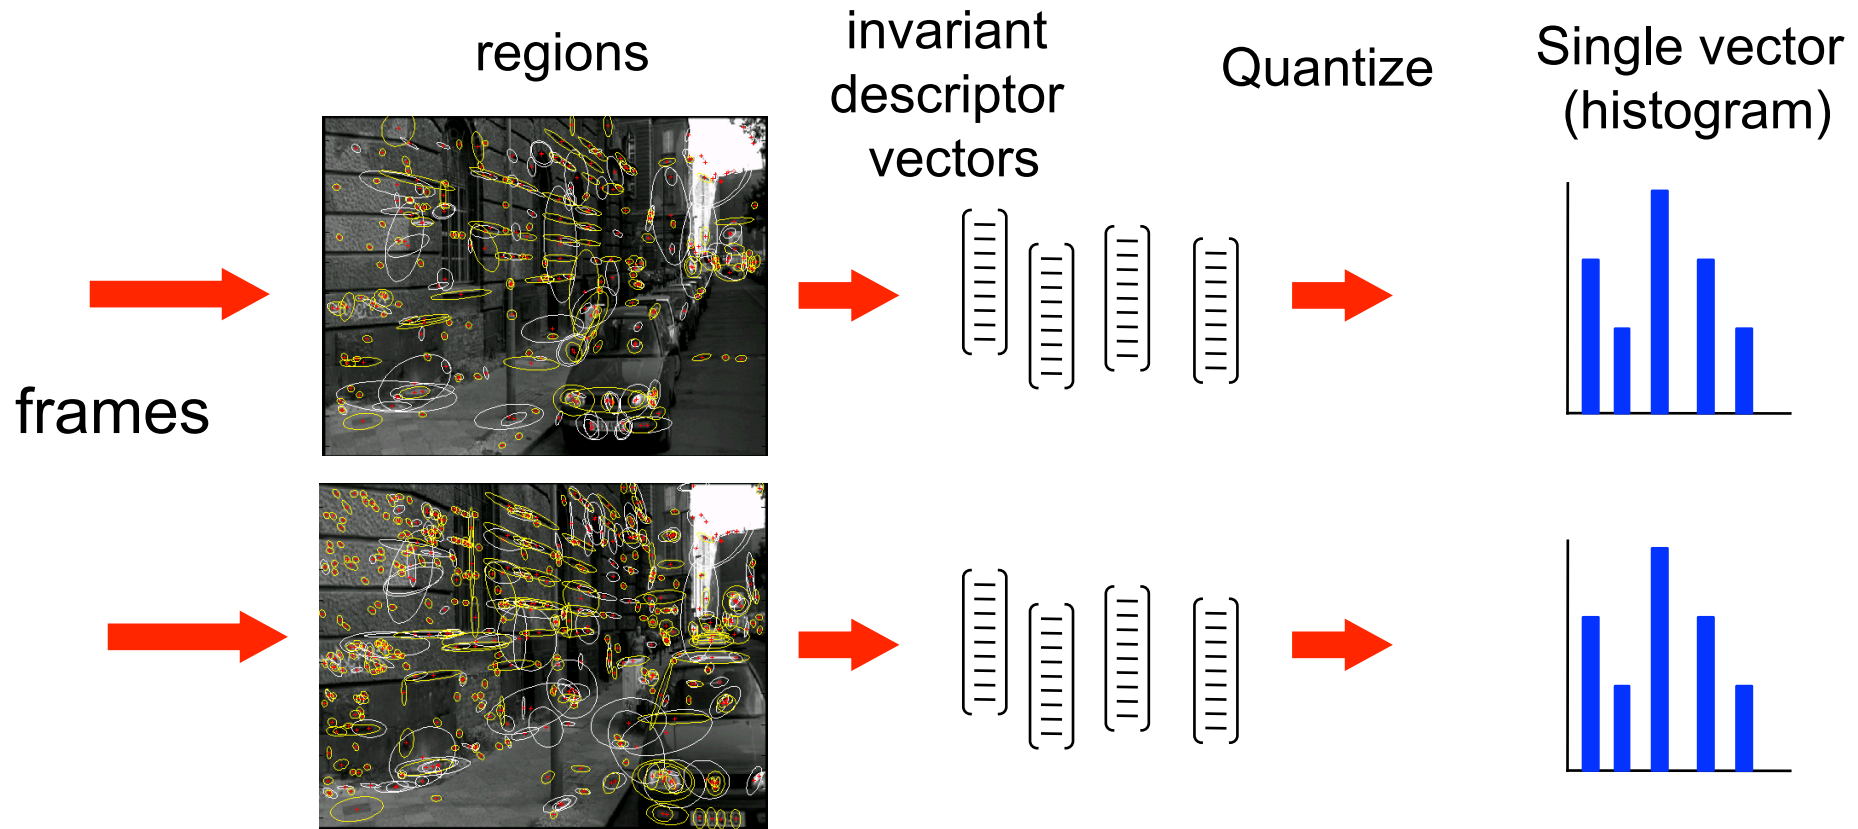 regions
invariant
descriptor
vectors
Quantize
Single vector
(histogram)
frames